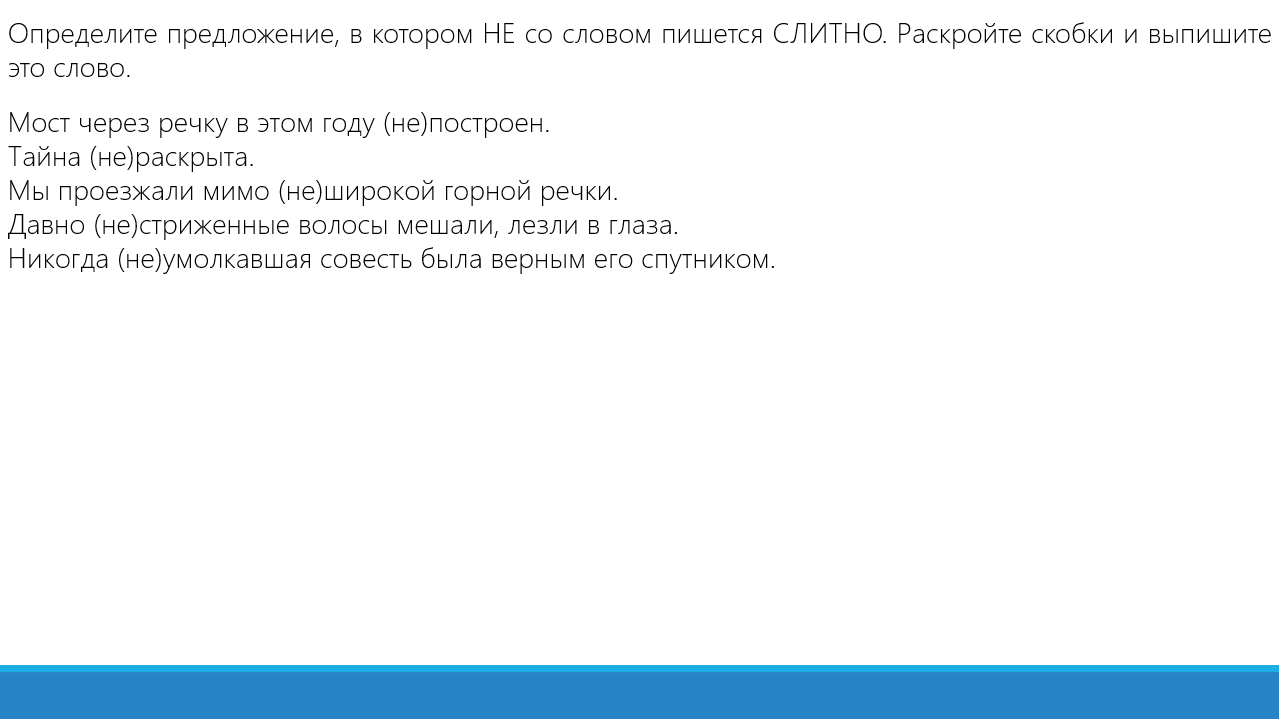 Определите предложение, в котором НЕ со словом пишется СЛИТНО. Раскройте скобки и выпишите
это слово.
Мост через речку в этом году (не)построен.
Тайна (не)раскрыта.
Мы проезжали мимо (не)широкой горной речки.
Давно (не)стриженные волосы мешали, лезли в глаза.
Никогда (не)умолкавшая совесть была верным его спутником.